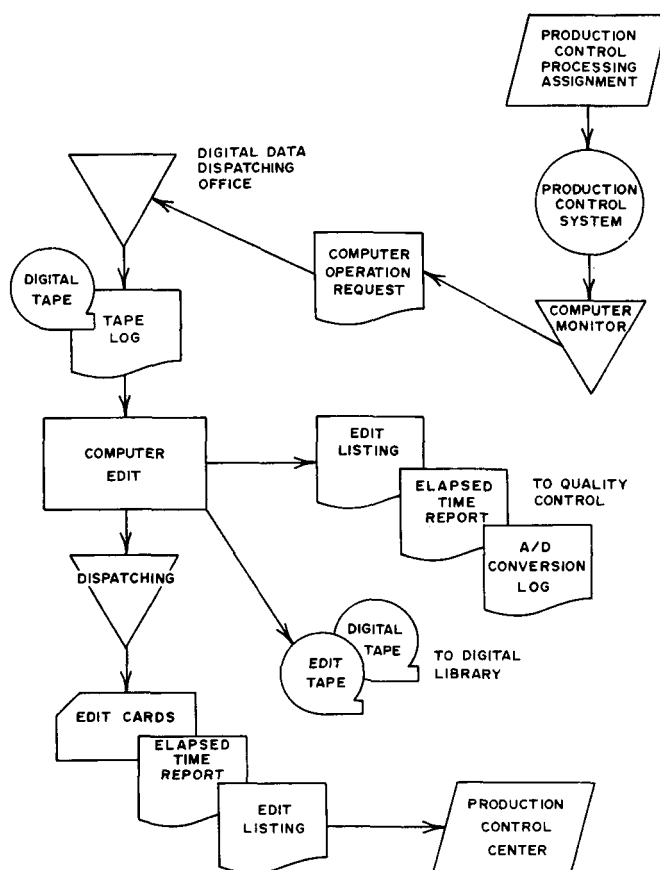 PRODUCTION
CONTROL
PROCESSING
ASSIGNMENT
DIGITAL DATA
DISPATCHING
OFFICE
PRODUCTION
CONTROL
SYSTEM
COMPUTER
OPERATION
REQUEST
COMPUTER
MONITOR
DIGITAL
TAPE
TAPE
LOG
COMPUTER
EDIT
EDIT
LISTING
ELAPSED
TIME
REPORT
TO QUALITY
CONTROL
A/D
CONVERSION
LOG
DISPATCHING
DIGITAL
TAPE
EDIT
TAPE
TO DIGITAL
LIBRARY
EDIT CARDS
ELAPSED
TIME
REPORT
EDIT
LISTING
PRODUCTION
CONTROL
CENTER